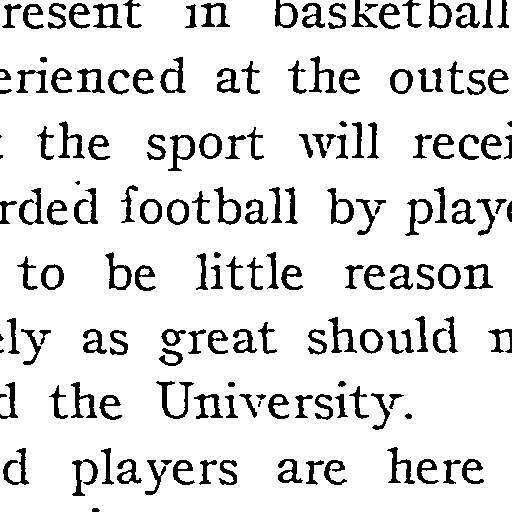 resent in basketball
erienced at the outse
the sport will recei
rded football by playe
to be little reason
ely as great should n
d the University.
d players are here